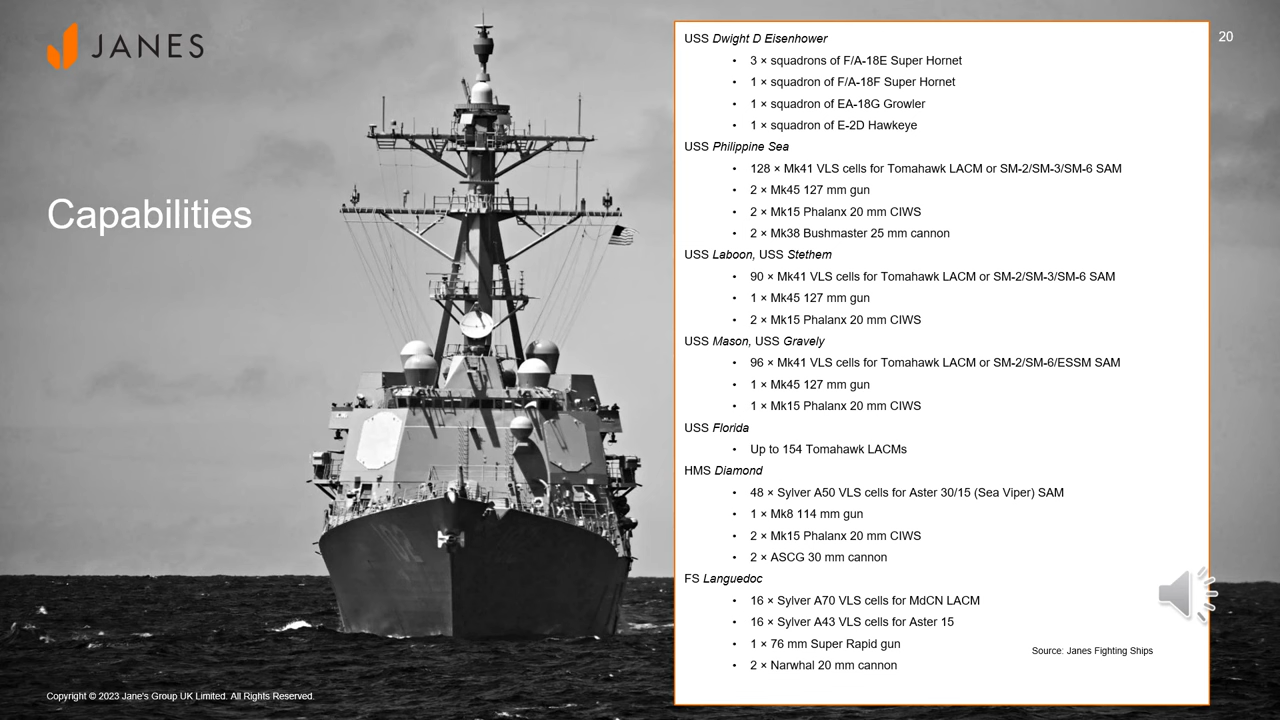 JANES
20
Capabilities
USS Dwight D Eisenhower
• 3 × squadrons of F/A-18E Super Hornet
• 1 × squadron of F/A-18F Super Hornet
• 1 × squadron of EA-18G Growler
• 1 × squadron of E-2D Hawkeye
USS Philippine Sea
• 128 × Mk41 VLS cells for Tomahawk LACM or SM-2/SM-3/SM-6 SAM
• 2 × Mk45 127 mm gun
• 2 × Mk15 Phalanx 20 mm CIWS
• 2 × Mk38 Bushmaster 25 mm cannon
USS Laboon, USS Stethem
• 90 × Mk41 VLS cells for Tomahawk LACM or SM-2/SM-3/SM-6 SAM
• 1 × Mk45 127 mm gun
• 2 × Mk15 Phalanx 20 mm CIWS
USS Mason, USS Gravely
• 96 × Mk41 VLS cells for Tomahawk LACM or SM-2/SM-6/ESSM SAM
• 1 × Mk45 127 mm gun
• 1 × Mk15 Phalanx 20 mm CIWS
USS Florida
• Up to 154 Tomahawk LACMs
HMS Diamond
• 48 × Sylver A50 VLS cells for Aster 30/15 (Sea Viper) SAM
• 1 × Mk8 114 mm gun
• 2 × Mk15 Phalanx 20 mm CIWS
• 2 × ASCG 30 mm cannon
FS Languedoc
• 16 × Sylver A70 VLS cells for MdCN LACM
• 16 × Sylver A43 VLS cells for Aster 15
• 1 × 76 mm Super Rapid gun
• 2 × Narwhal 20 mm cannon
Source: Janes Fighting Ships
Copyright © 2023 Jane's Group UK Limited. All Rights Reserved.